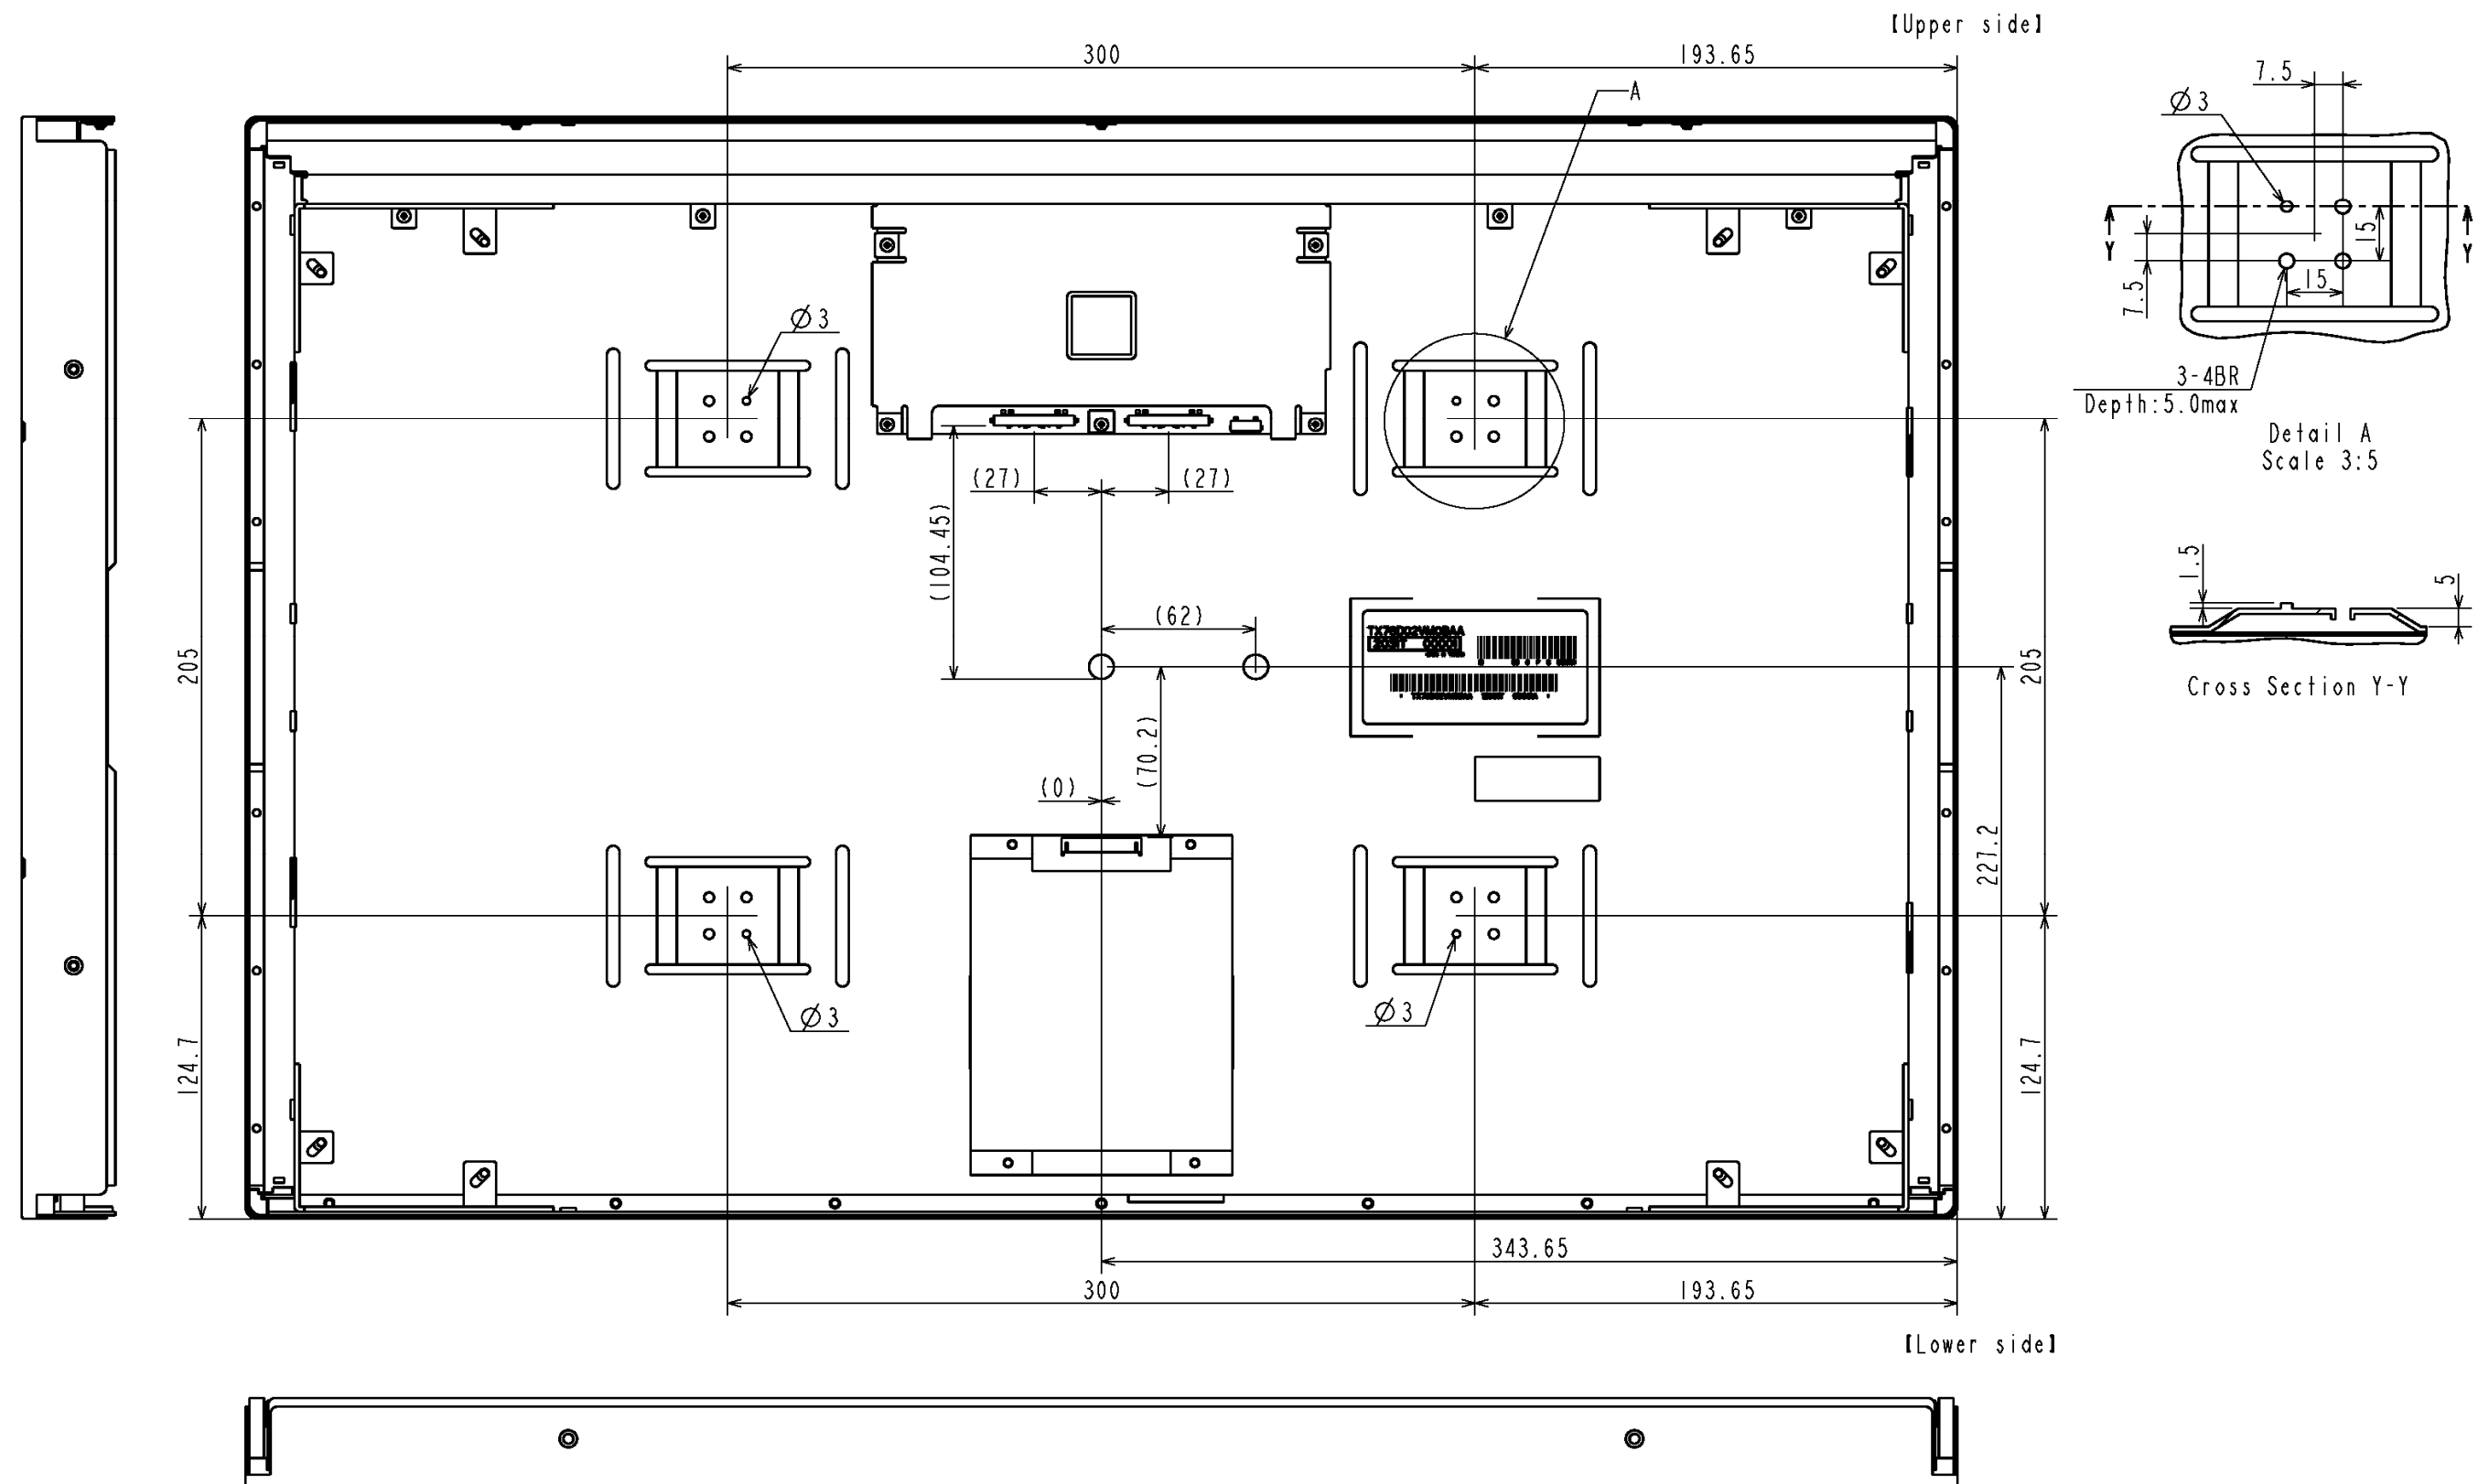 【Upper side】
300
193.65
A
7.5
Ø3
15
Y
Y
15
7.5
3-4BR
Depth:5.0max
Detail A
Scale 3:5
Ø3
(27)
(27)
(104.45)
(62)
205
205
1.5
5
Cross Section Y-Y
(70.2)
(0)
227.2
Ø3
Ø3
124.7
124.7
343.65
300
193.65
【Lower side】